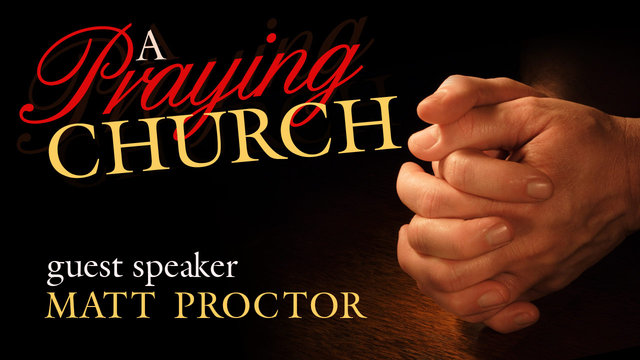 A
Praying
CHURCH
guest speaker
MATT PROCTOR